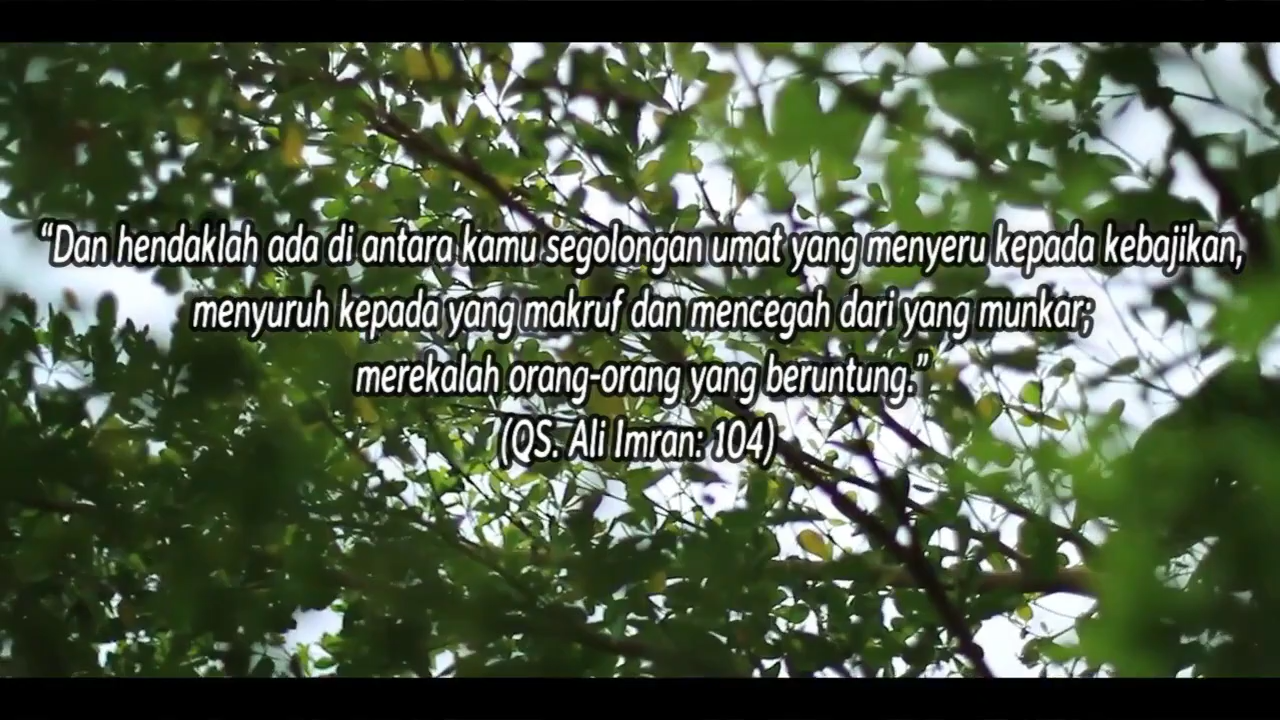 “Dan hendaklah ada di antara kamu segolongan umat yang menyeru kepada kebajikan,
menyuruh kepada yang makruf dan mencegah dari yang munkar;
merekalah orang-orang yang beruntung.”
(QS. Ali Imran: 104)